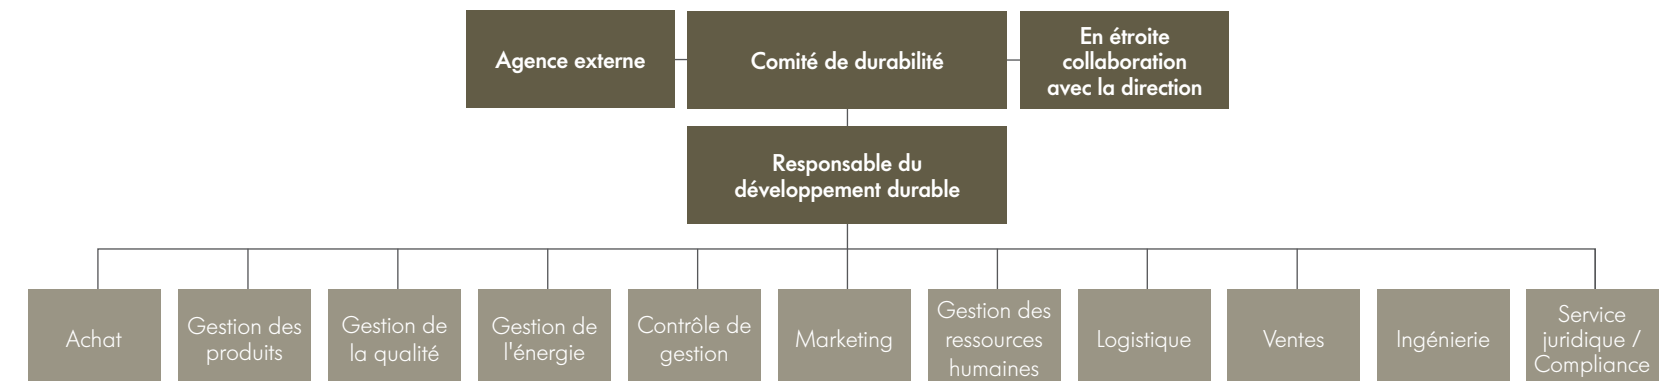 Agence externe
Comité de durabilité
En étroite
collaboration
avec la direction
Responsable du
développement durable
Achat
Gestion des
produits
Gestion de
la qualité
Gestion de
l'énergie
Contrôle de
gestion
Marketing
Gestion des
ressources
humaines
Logistique
Ventes
Ingénierie
Service
juridique /
Compliance